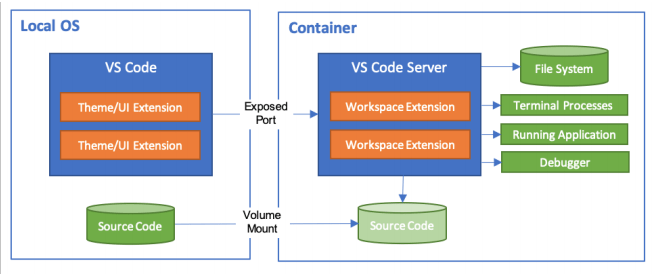 Local OS
VS Code
Theme/UI Extension
Theme/UI Extension
Source Code
Exposed
Port
Volume
Mount
Container
VS Code Server
Workspace Extension
Workspace Extension
Source Code
File System
Terminal Processes
Running Application
Debugger